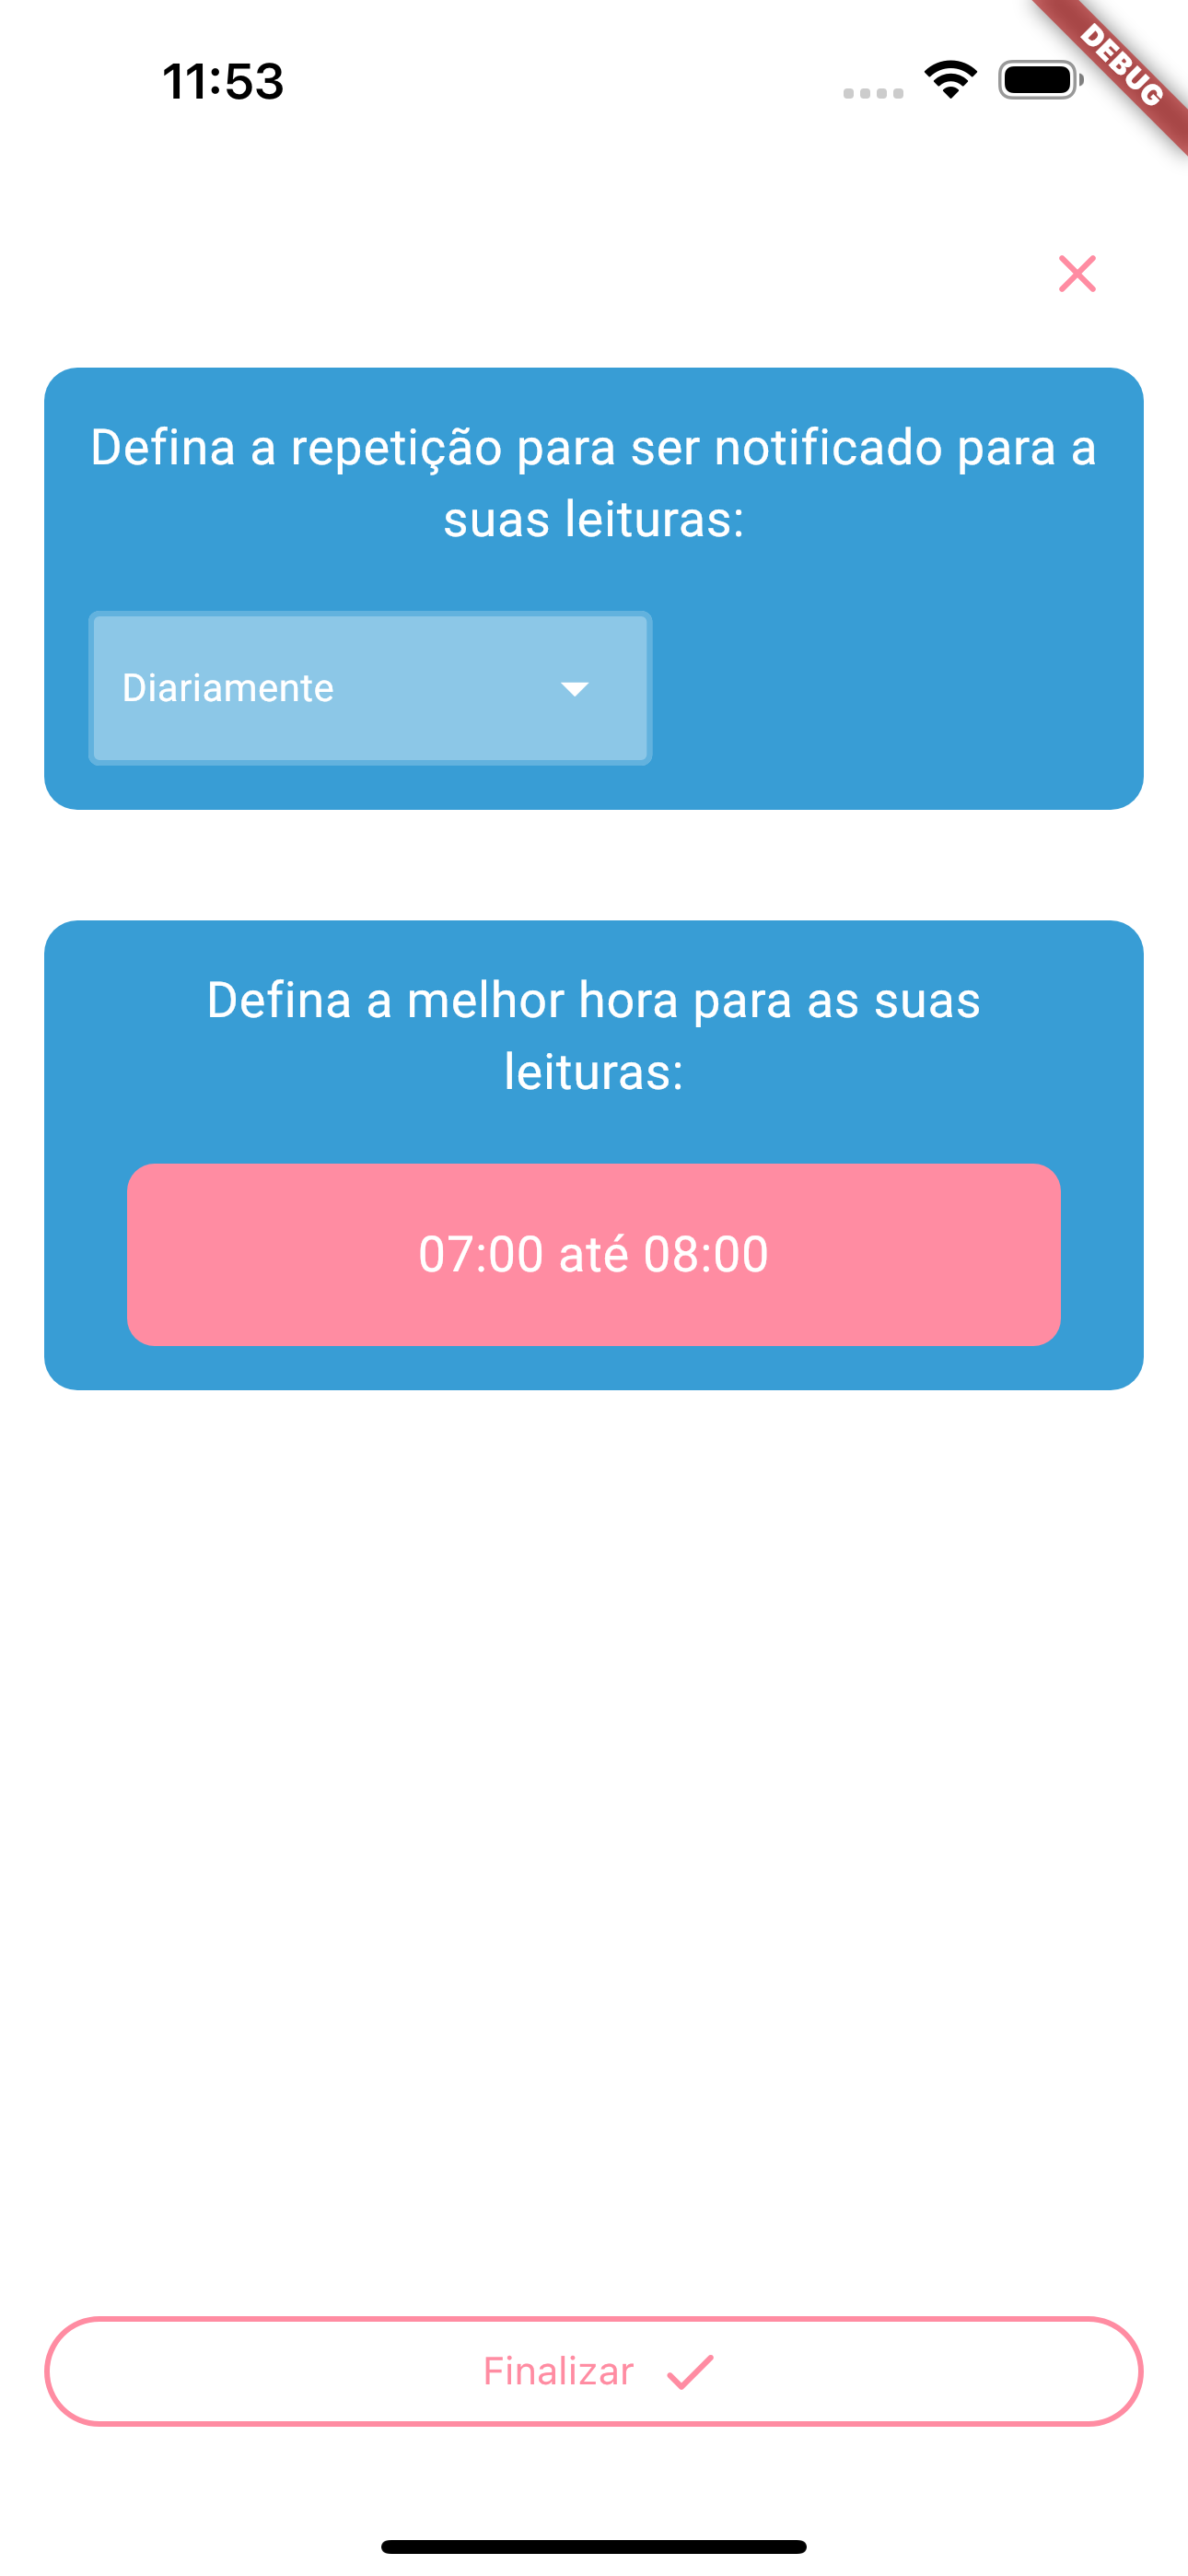 11:53
DEBUG
Defina a repetição para ser notificado para a
suas leituras:
Diariamente
Defina a melhor hora para as suas
leituras:
07:00 até 08:00
Finalizar